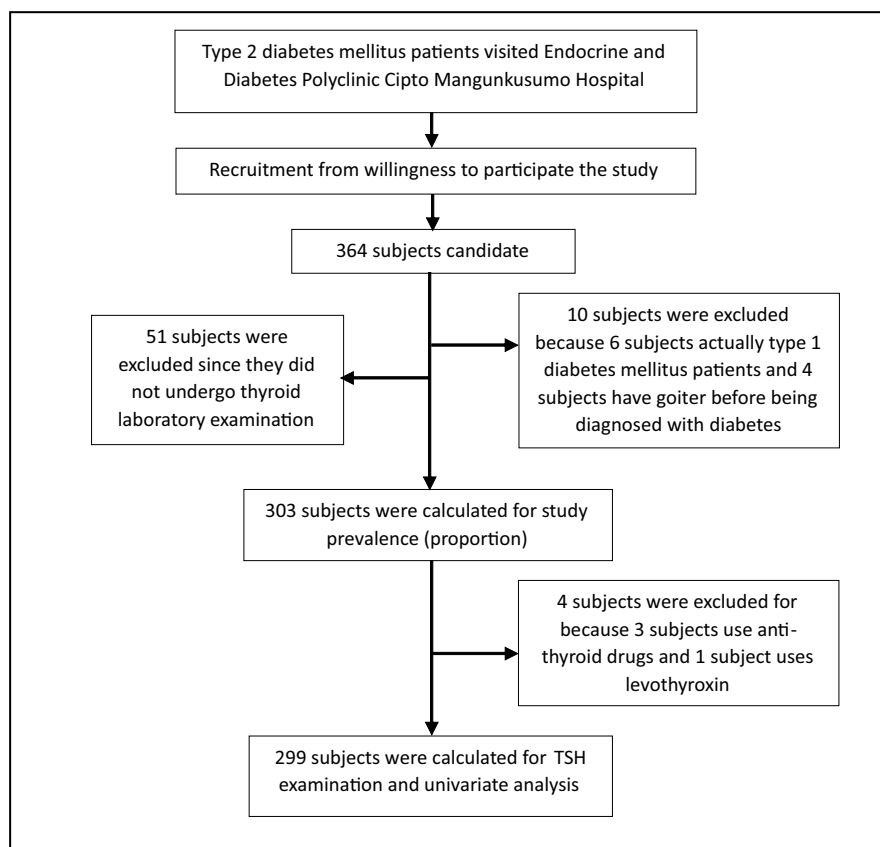 Type 2 diabetes mellitus patients visited Endocrine and
Diabetes Polyclinic Cipto Mangunkusumo Hospital
Recruitment from willingness to participate the study
364 subjects candidate
51 subjects were
excluded since they did
not undergo thyroid
laboratory examination
10 subjects were excluded
because 6 subjects actually type 1
diabetes mellitus patients and 4
subjects have goiter before being
diagnosed with diabetes
303 subjects were calculated for study
prevalence (proportion)
4 subjects were excluded for
because 3 subjects use anti-
thyroid drugs and 1 subject uses
levothyroxin
299 subjects were calculated for TSH
examination and univariate analysis